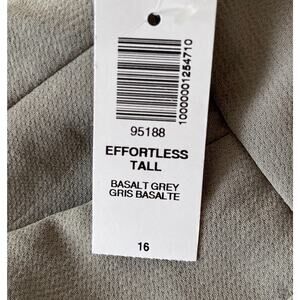 10000001254710
95188
EFFORTLESS
TALL
BASALT GREY
GRIS BASALTE
16